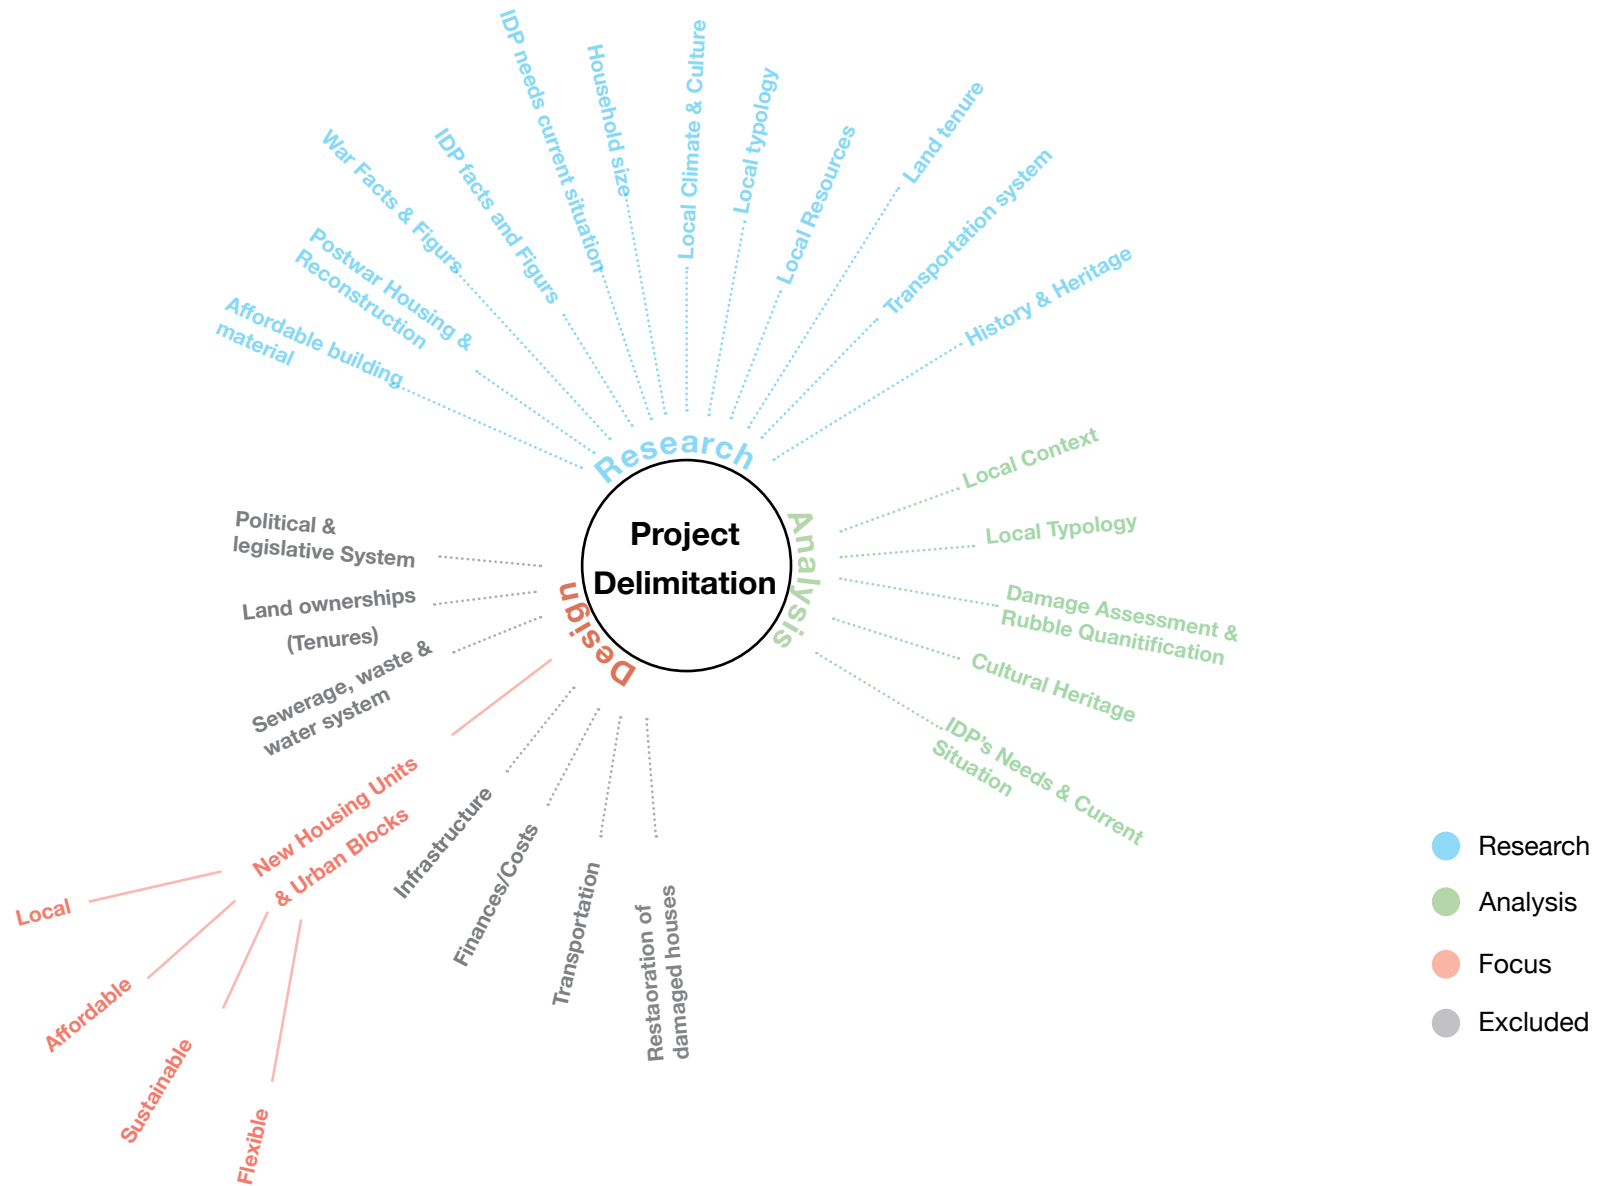 Project
Delimitation
Research
Affordable building
material
Postwar Housing &
Reconstruction
War Facts & Figurs
IDP facts and Figurs
IDP needs current situation
Household size
Local Climate & Culture
Local typology
Local Resources
Land tenure
Transportation system
History & Heritage
Analysis
Local Context
Local Typology
Damage Assessment &
Rubble Quanitification
Cultural Heritage
IDP's Needs & Current
Situation
Design
Political &
legislative System
Land ownerships
(Tenures)
Sewerage, waste &
water system
New Housing Units
& Urban Blocks
Local
Affordable
Sustainable
Flexible
Infrastructure
Finances/Costs
Transportation
Restaoration of
damaged houses
Research
Analysis
Focus
Excluded